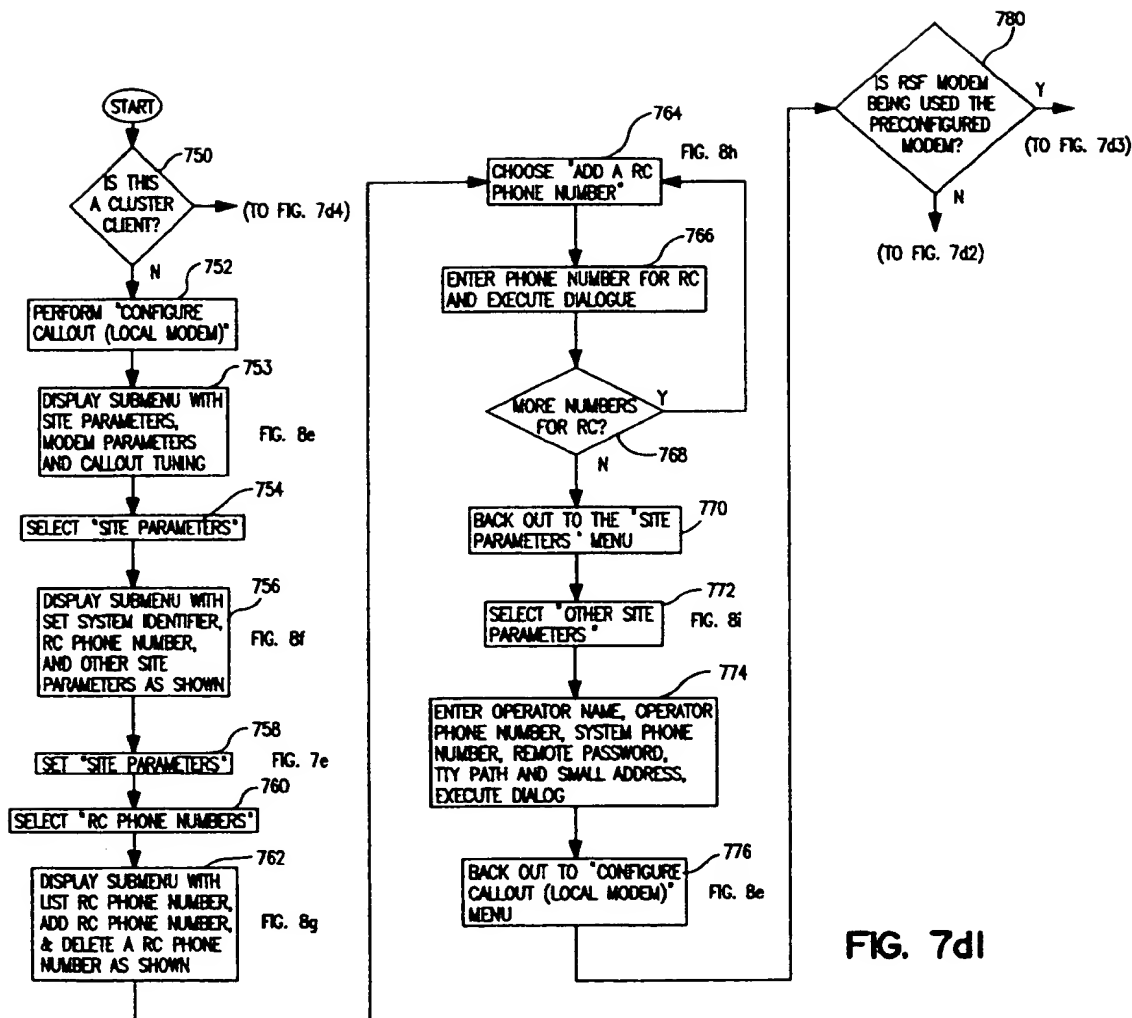 START
750
IS THIS
A CLUSTER
CLIENT?
(TO FIG. 7d4)
N
752
PERFORM "CONFIGURE
CALLOUT (LOCAL MODEM)"
753
DISPLAY SUBMENU WITH
SITE PARAMETERS,
MODEM PARAMETERS
AND CALLOUT TUNING
FIG. 8e
754
SELECT "SITE PARAMETERS"
756
DISPLAY SUBMENU WITH
SET SYSTEM IDENTIFIER,
RC PHONE NUMBER,
AND OTHER SITE
PARAMETERS AS SHOWN
FIG. 8f
758
SET "SITE PARAMETERS"
FIG. 7e
760
SELECT "RC PHONE NUMBERS"
762
DISPLAY SUBMENU WITH
LIST RC PHONE NUMBER,
ADD RC PHONE NUMBER,
& DELETE A RC PHONE
NUMBER AS SHOWN
FIG. 8g
764
FIG. 8h
CHOOSE "ADD A RC
PHONE NUMBER"
766
ENTER PHONE NUMBER FOR RC
AND EXECUTE DIALOGUE
MORE NUMBERS
FOR RC?
Y
768
N
BACK OUT TO THE "SITE
PARAMETERS" MENU
770
772
SELECT "OTHER SITE
PARAMETERS"
FIG. 8i
774
ENTER OPERATOR NAME, OPERATOR
PHONE NUMBER, SYSTEM PHONE
NUMBER, REMOTE PASSWORD,
TTY PATH AND SMALL ADDRESS,
EXECUTE DIALOG
BACK OUT TO "CONFIGURE
CALLOUT (LOCAL MODEM)"
MENU
776
FIG. 8e
780
IS RSF MODEM
BEING USED THE
PRECONFIGURED
MODEM?
Y
(TO FIG. 7d3)
N
(TO FIG. 7d2)
FIG. 7d1